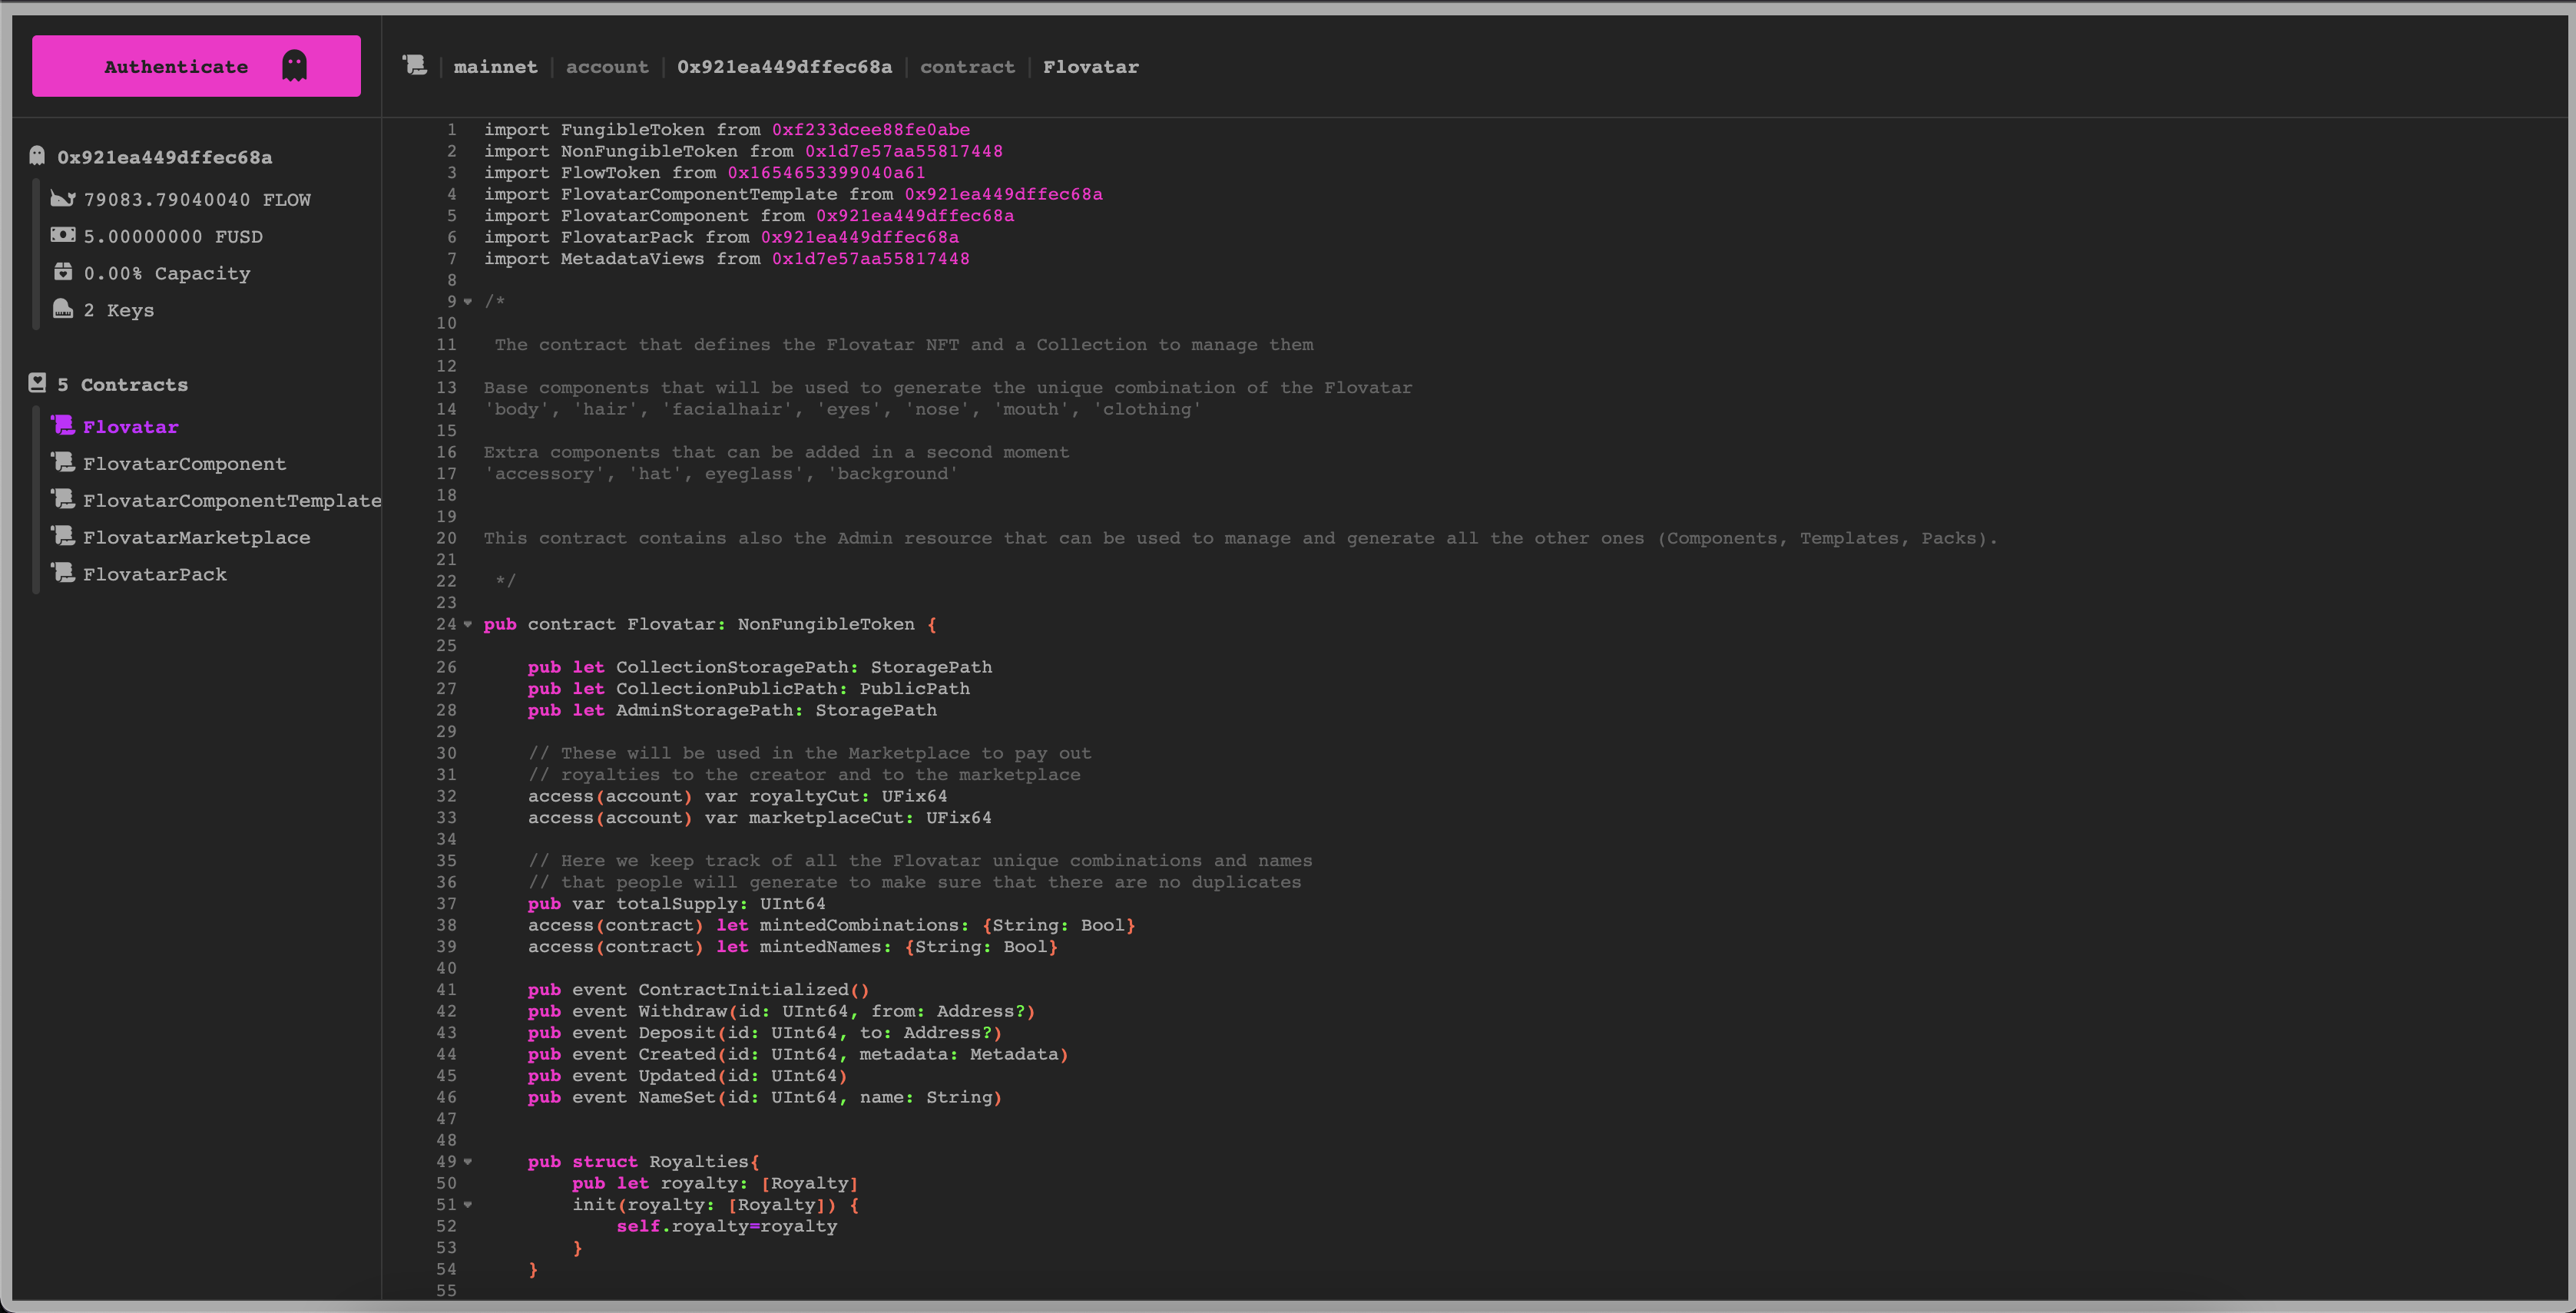 Authenticate
mainnet | account | 0x921ea449dffec68a | contract | Flovatar
0x921ea449dffec68a
79083.79040040 FLOW
5.00000000 FUSD
0.00% Capacity
2 Keys
5 Contracts
Flovatar
FlovatarComponent
FlovatarComponentTemplate
FlovatarMarketplace
FlovatarPack
1 import FungibleToken from 0xf233dcee88fe0abe
2 import NonFungibleToken from 0x1d7e57aa55817448
3 import FlowToken from 0x1654653399040a61
4 import FlovatarComponentTemplate from 0x921ea449dffec68a
5 import FlovatarComponent from 0x921ea449dffec68a
6 import FlovatarPack from 0x921ea449dffec68a
7 import MetadataViews from 0x1d7e57aa55817448
8
9 /*
10
11  The contract that defines the Flovatar NFT and a Collection to manage them
12
13 Base components that will be used to generate the unique combination of the Flovatar
14 'body', 'hair', 'facialhair', 'eyes', 'nose', 'mouth', 'clothing'
15
16 Extra components that can be added in a second moment
17 'accessory', 'hat', eyeglass', 'background'
18
19
20 This contract contains also the Admin resource that can be used to manage and generate all the other ones (Components, Templates, Packs).
21
22  */
23
24 pub contract Flovatar: NonFungibleToken {
25
26     pub let CollectionStoragePath: StoragePath
27     pub let CollectionPublicPath: PublicPath
28     pub let AdminStoragePath: StoragePath
29
30     // These will be used in the Marketplace to pay out
31     // royalties to the creator and to the marketplace
32     access(account) var royaltyCut: UFix64
33     access(account) var marketplaceCut: UFix64
34
35     // Here we keep track of all the Flovatar unique combinations and names
36     // that people will generate to make sure that there are no duplicates
37     pub var totalSupply: UInt64
38     access(contract) let mintedCombinations: {String: Bool}
39     access(contract) let mintedNames: {String: Bool}
40
41     pub event ContractInitialized()
42     pub event Withdraw(id: UInt64, from: Address?)
43     pub event Deposit(id: UInt64, to: Address?)
44     pub event Created(id: UInt64, metadata: Metadata)
45     pub event Updated(id: UInt64)
46     pub event NameSet(id: UInt64, name: String)
47
48
49     pub struct Royalties{
50         pub let royalty: [Royalty]
51         init(royalty: [Royalty]) {
52             self.royalty=royalty
53         }
54     }
55